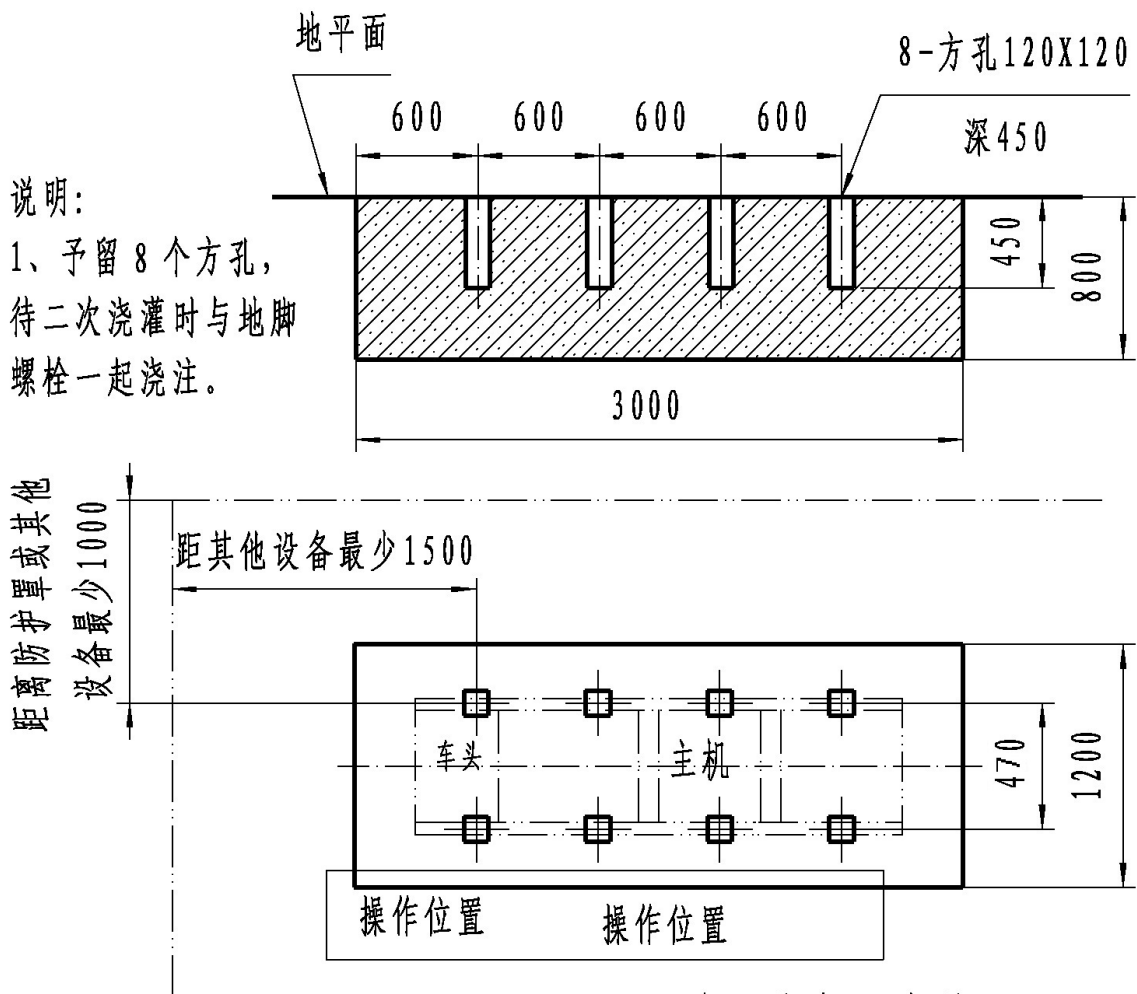 地平面
8-方孔120X120
深450
600
600
600
600
说明:
1、予留 8 个方孔,
待二次浇灌时与地脚
螺栓一起浇注。
450
800
3000
距离防护罩或其他
设备最少1000
距其他设备最少1500
车头
主机
470
1200
操作位置
操作位置